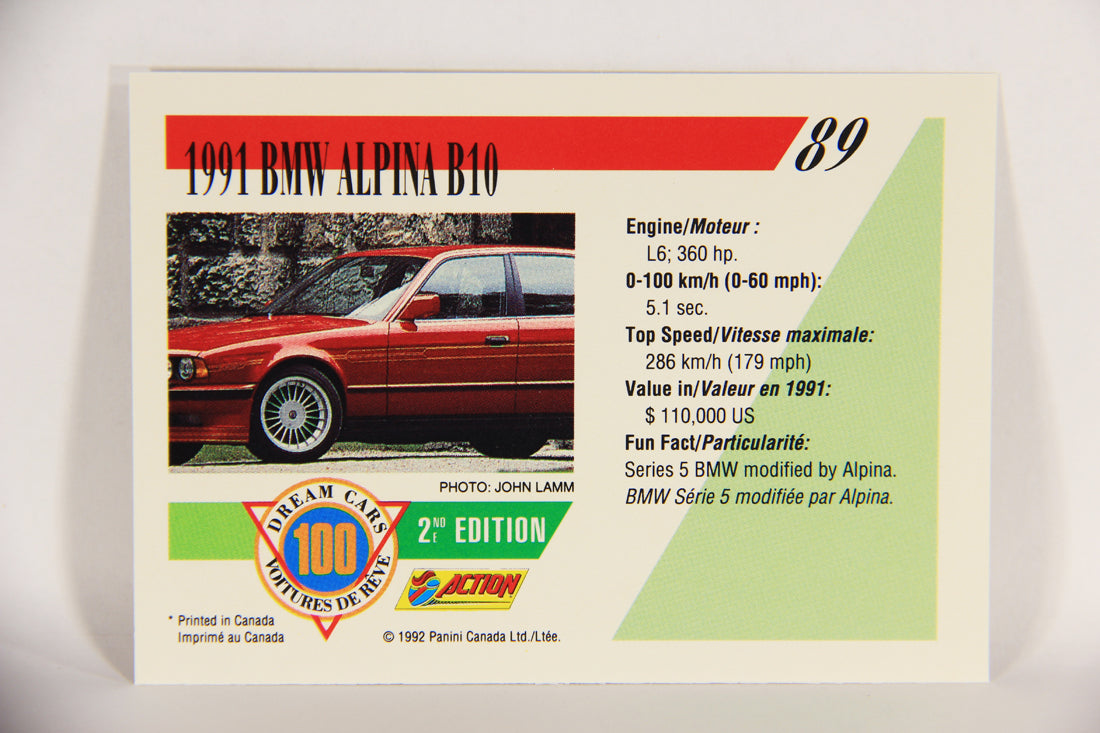 1991 BMW ALPINA B10
89
Engine/Moteur :
L6; 360 hp.
0-100 km/h (0-60 mph):
5.1 sec.
Top Speed/Vitesse maximale:
286 km/h (179 mph)
Value in/Valeur en 1991:
$ 110,000 US
Fun Fact/Particularité:
Series 5 BMW modified by Alpina.
BMW Série 5 modifiée par Alpina.
PHOTO: JOHN LAMM
DREAM CARS
100
VOITURES DE RÊVE
2ND E EDITION
ACTION
* Printed in Canada
Imprimé au Canada
© 1992 Panini Canada Ltd./Ltée.